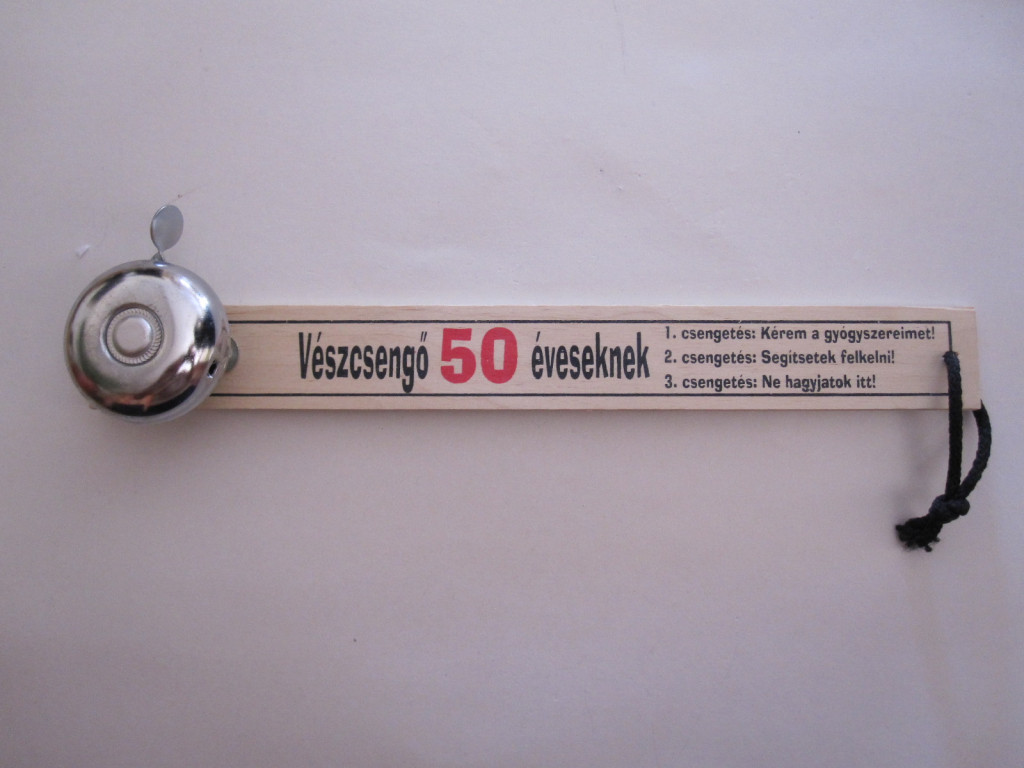 Vészcsengő 50 éveseknek
1. csengetés: Kérem a gyógyszereimet!
2. csengetés: Segítsetek felkelni!
3. csengetés: Ne hagyjatok itt!